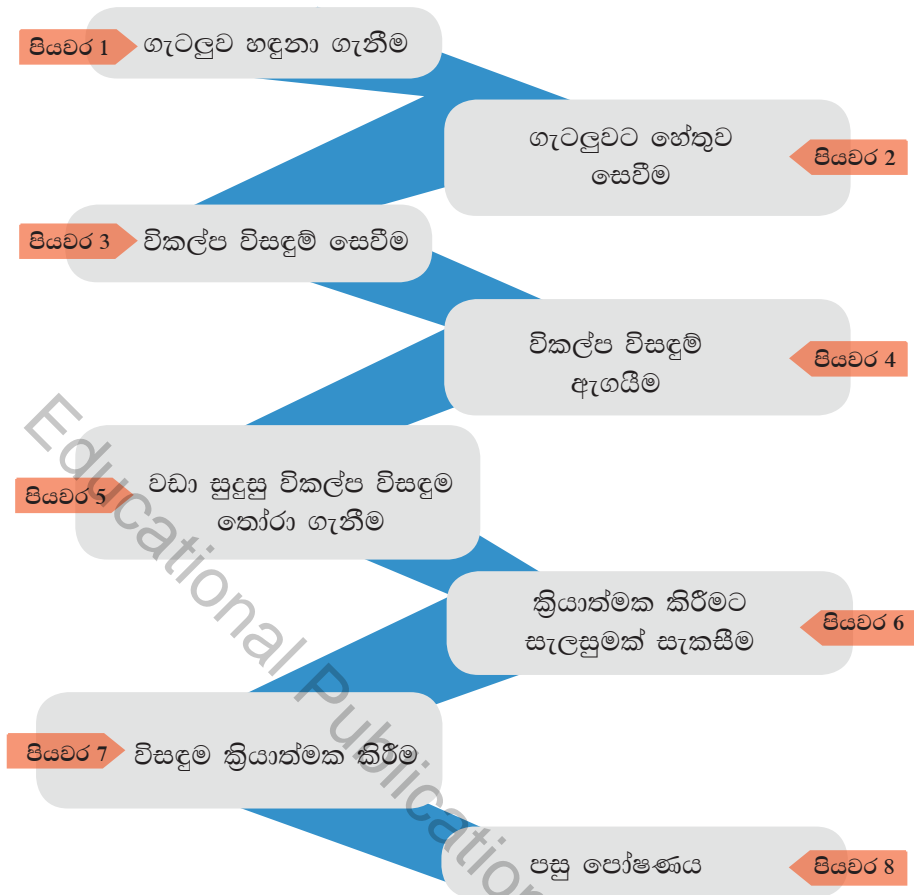 පියවර 1
ගැටලුව හඳුනා ගැනීම
ගැටලුවට හේතුව
සෙවීම
පියවර 2
පියවර 3
විකල්ප විසඳුම් සෙවීම
විකල්ප විසඳුම්
ඇගයීම
පියවර 4
පියවර 5
වඩා සුදුසු විකල්ප විසඳුම
තෝරා ගැනීම
ක්‍රියාත්මක කිරීමට
සැලසුමක් සැකසීම
පියවර 6
පියවර 7
විසඳුම ක්‍රියාත්මක කිරීම
පසු පෝෂණය
පියවර 8
Educational Publication